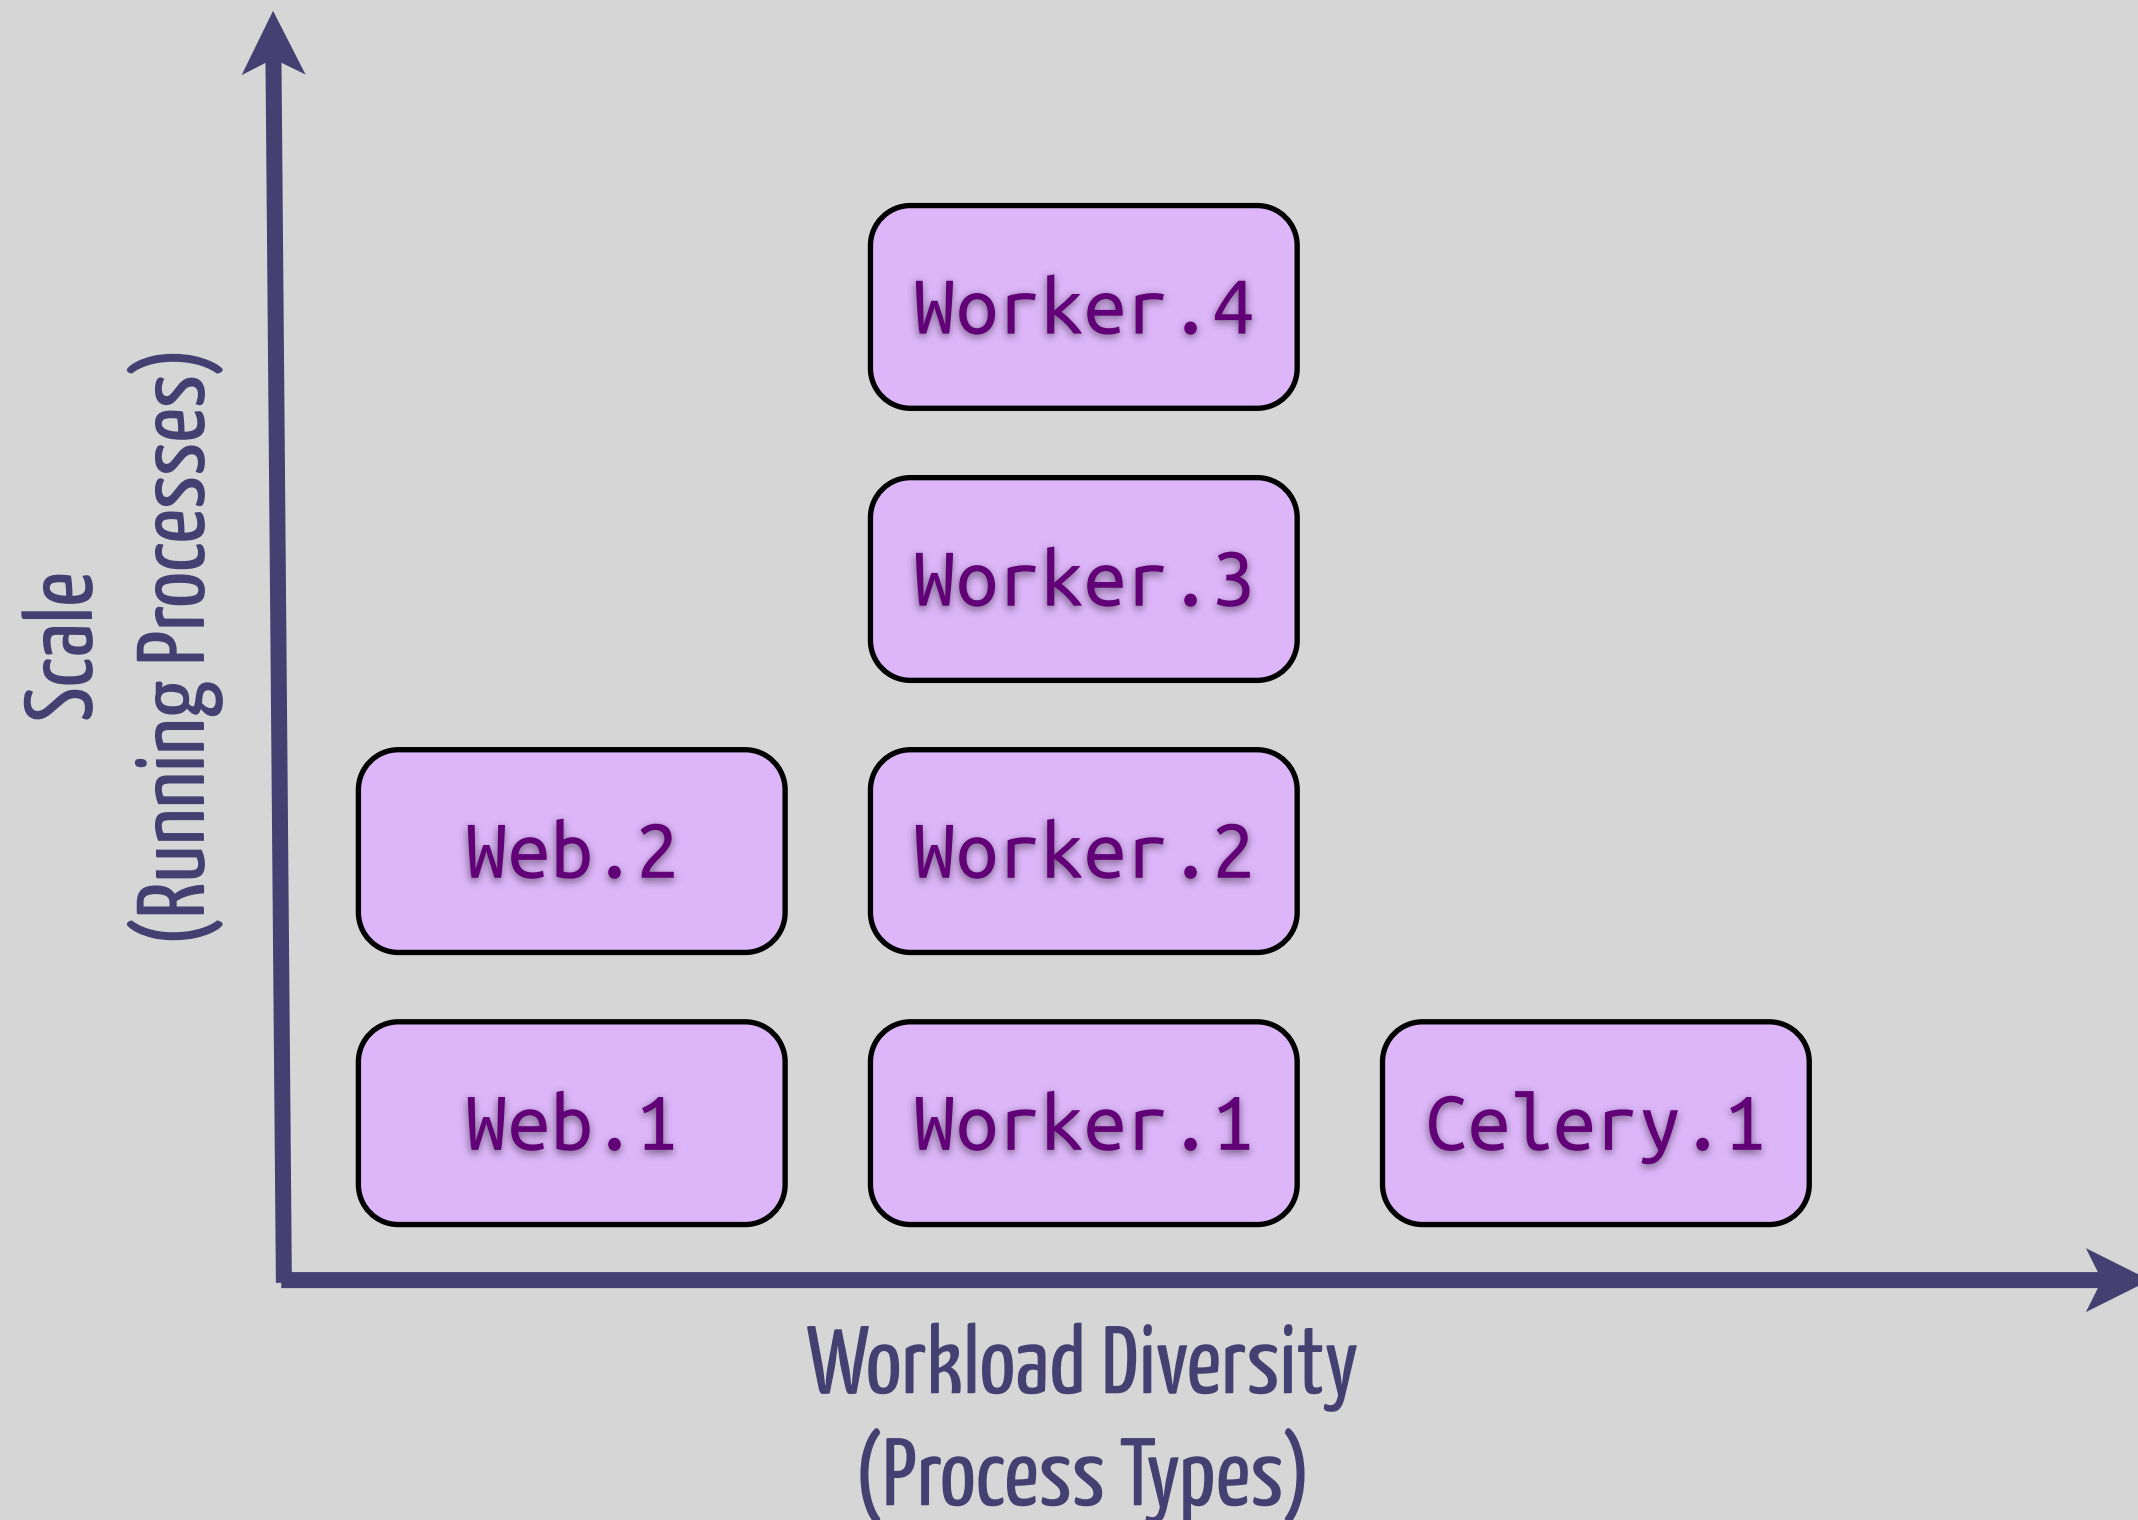 Scale
(Running Processes)
Worker.4
Worker.3
Web.2
Worker.2
Web.1
Worker.1
Celery.1
Workload Diversity
(Process Types)